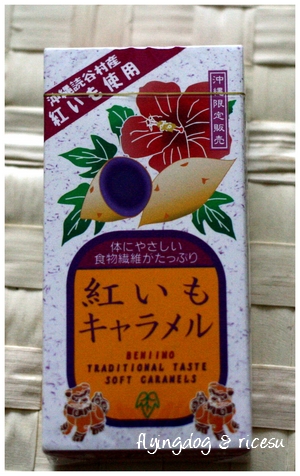 沖縄読谷村産
紅いも使用
沖縄限定販売
体にやさしい
食物繊維がたっぷり
紅いも
キャラメル
BENIIMO
TRADITIONAL TASTE
SOFT CARAMELS
flyingdog & ricesu